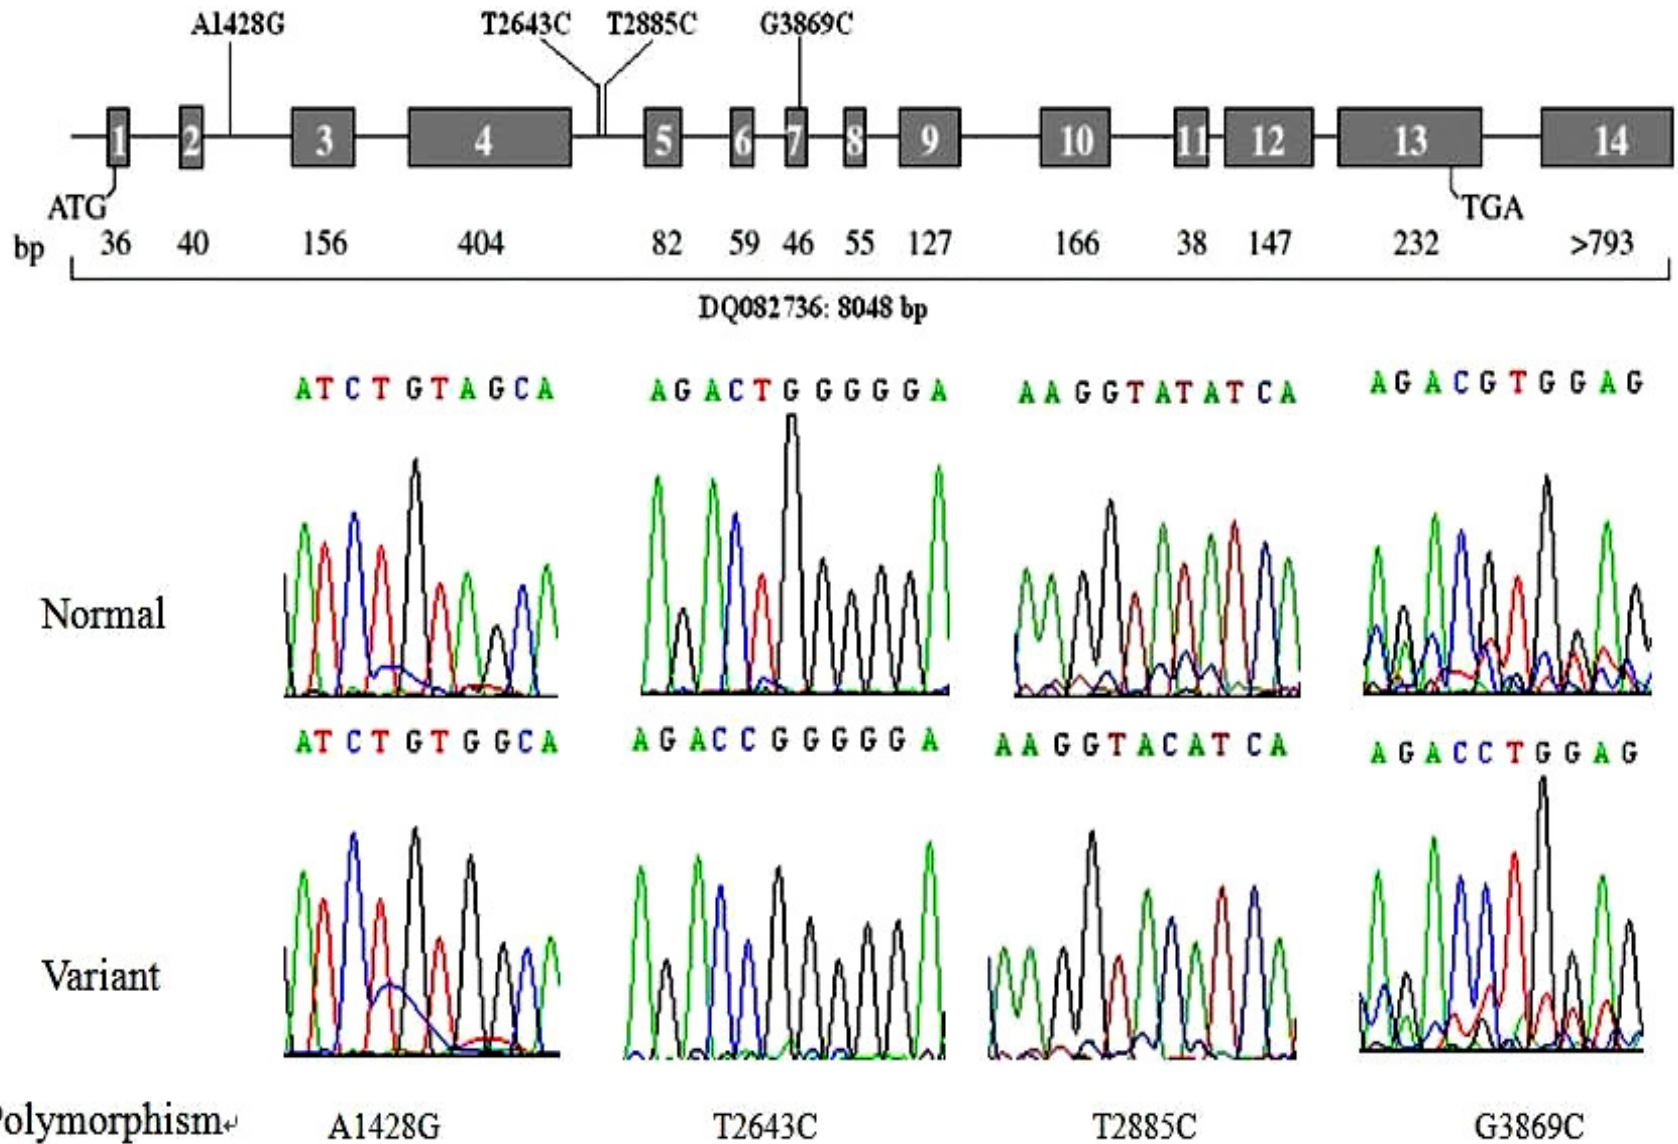 A1428G T2643C T2885C G3869C
1 2 3 4 5 6 7 8 9 10 11 12 13 14
ATG TGA
bp 36 40 156 404 82 59 46 55 127 166 38 147 232 >793
DQ082736: 8048 bp
ATCTGTAGCA AGACTGGGGGA AAGGTATATCA AGACGTGGAG
Normal
ATCTGTGGCA AGACCGGGGGA AAGGTACATCA AGACCTGGAG
Variant
Polymorphism↵ A1428G T2643C T2885C G3869C